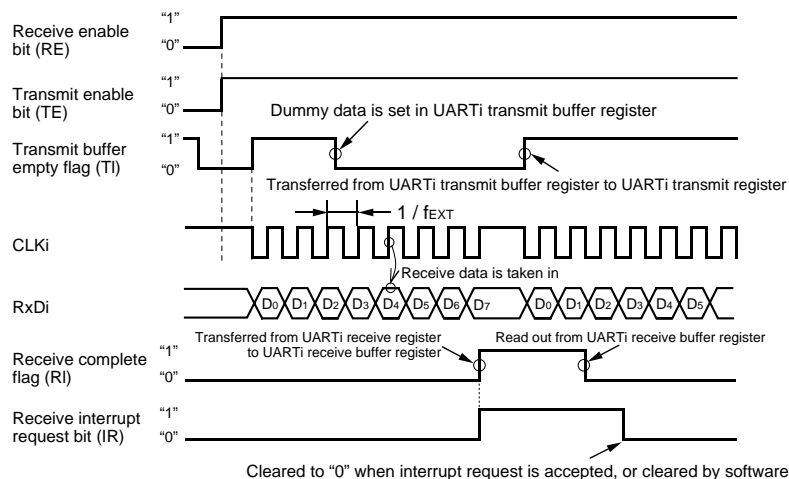 Receive enable
bit (RE)
“1”
“0”
Transmit enable
bit (TE)
“1”
“0”
Dummy data is set in UARTi transmit buffer register
Transmit buffer
empty flag (TI)
“1”
“0”
Transferred from UARTi transmit buffer register to UARTi transmit register
1 / fEXT
CLKi
Receive data is taken in
RxDi
D0 D1 D2 D3 D4 D5 D6 D7 D0 D1 D2 D3 D4 D5
Transferred from UARTi receive register
to UARTi receive buffer register
Read out from UARTi receive buffer register
Receive complete
flag (RI)
“1”
“0”
Receive interrupt
request bit (IR)
“1”
“0”
Cleared to “0” when interrupt request is accepted, or cleared by software